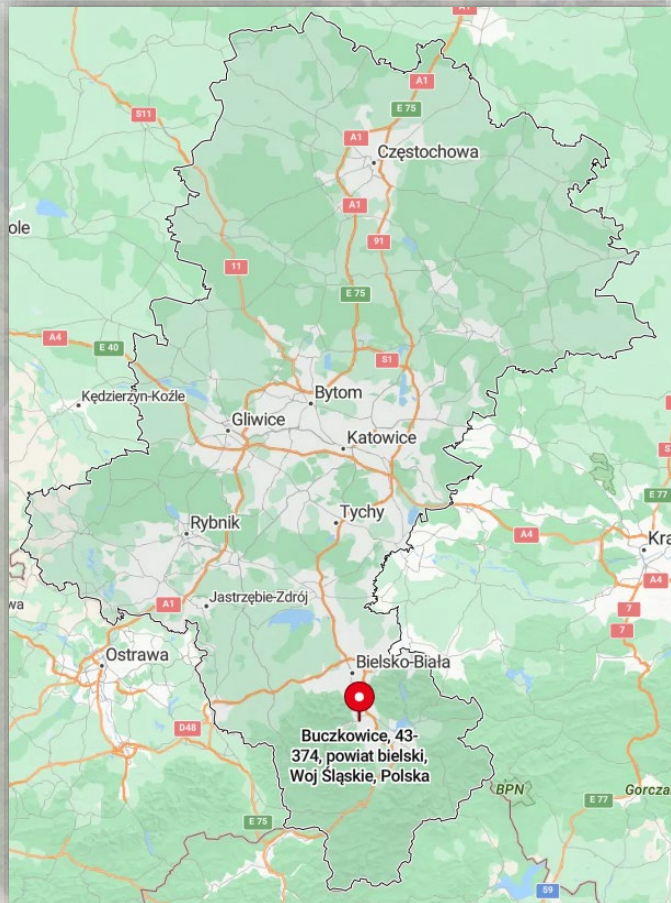 A1
S11
A1
E 75
A1
Częstochowa
A1
91
ole
11
E 75
A4
E 40
S1
Kędzierzyn-Koźle
Bytom
Gliwice
Katowice
E 77
Tychy
Rybnik
A4
Kra
A4
Jastrzębie-Zdrój
A1
7
wa
7
Ostrawa
Bielsko-Biała
D48
Buczkowice, 43-
374, powiat bielski,
Woj Śląskie, Polska
BPN
Gorcza
E 77
E 75
59